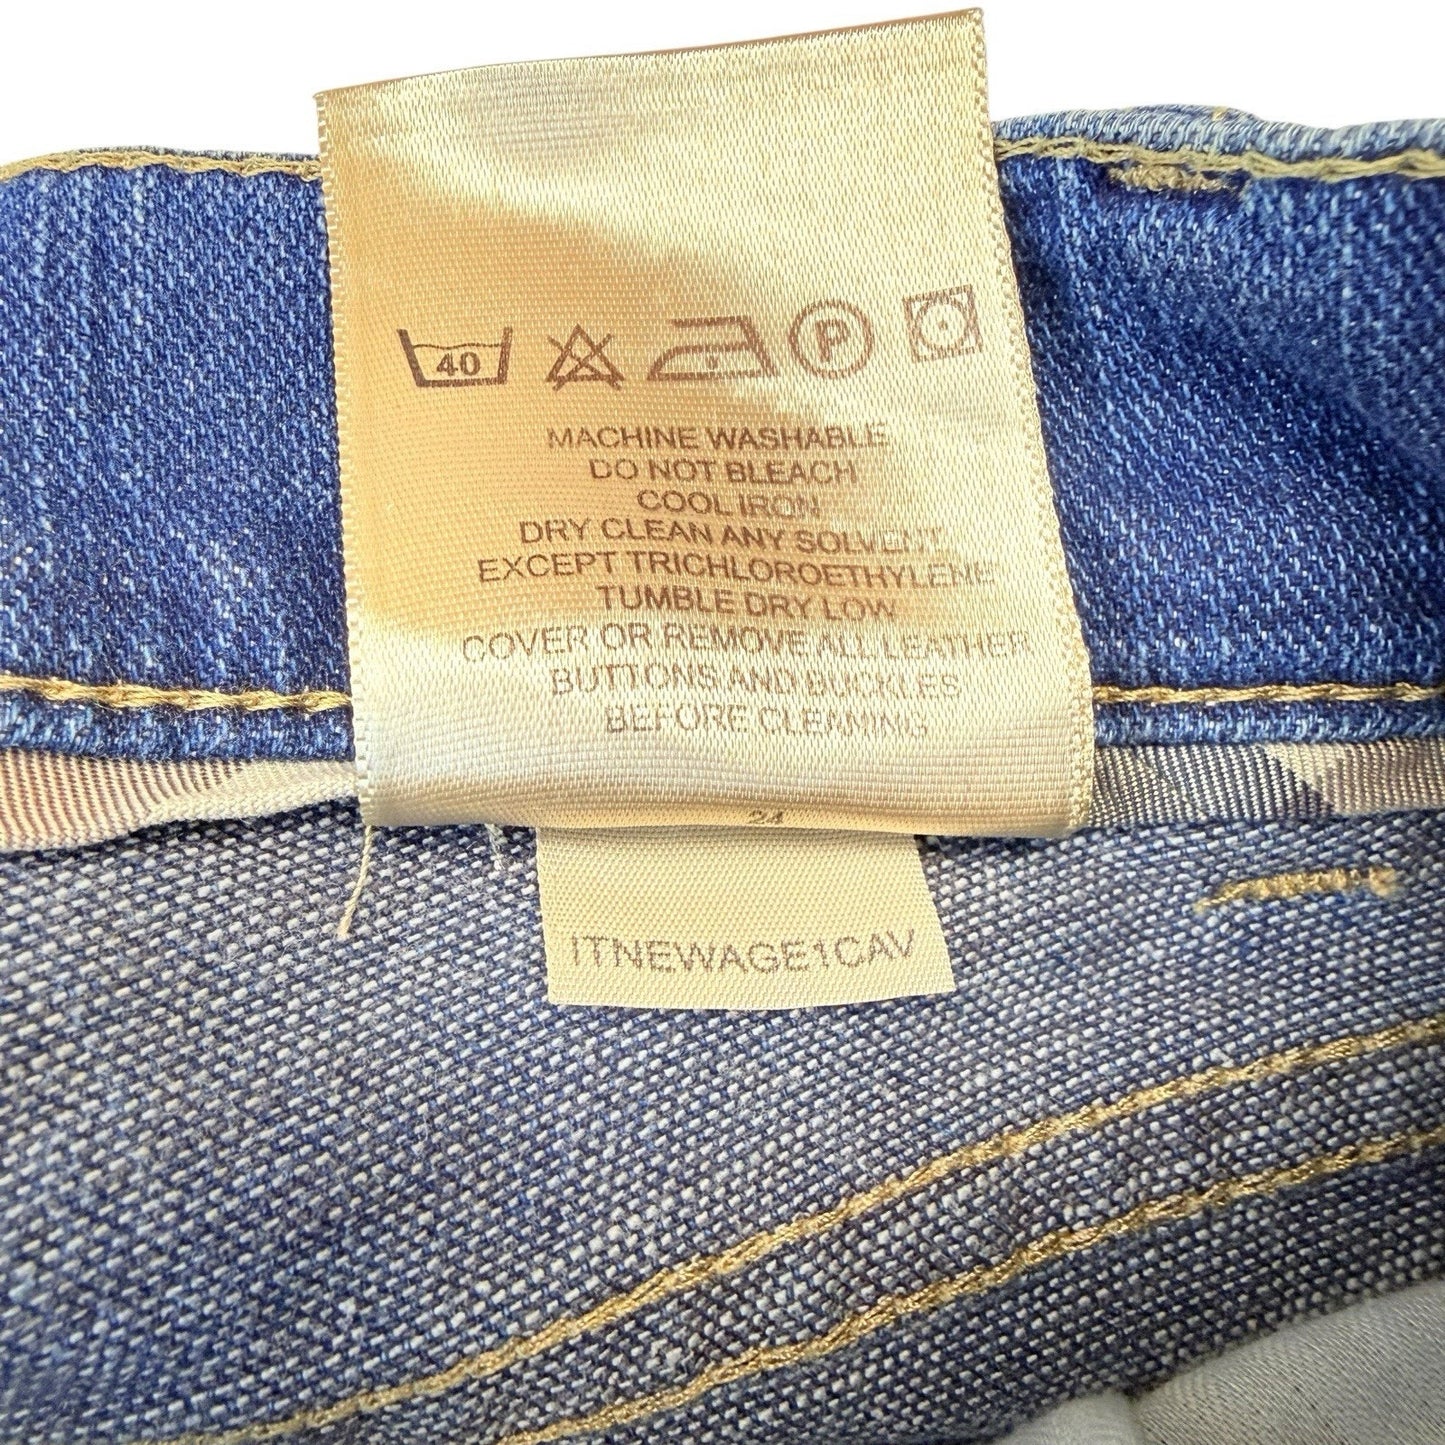 40 P
MACHINE WASHABLE
DO NOT BLEACH
COOL IRON
DRY CLEAN ANY SOLVENT
EXCEPT TRICHLOROETHYLENE
TUMBLE DRY LOW
COVER OR REMOVE ALL LEATHER
BUTTONS AND BUCKLES
BEFORE CLEANING
24
ITNEWAGE1CAV